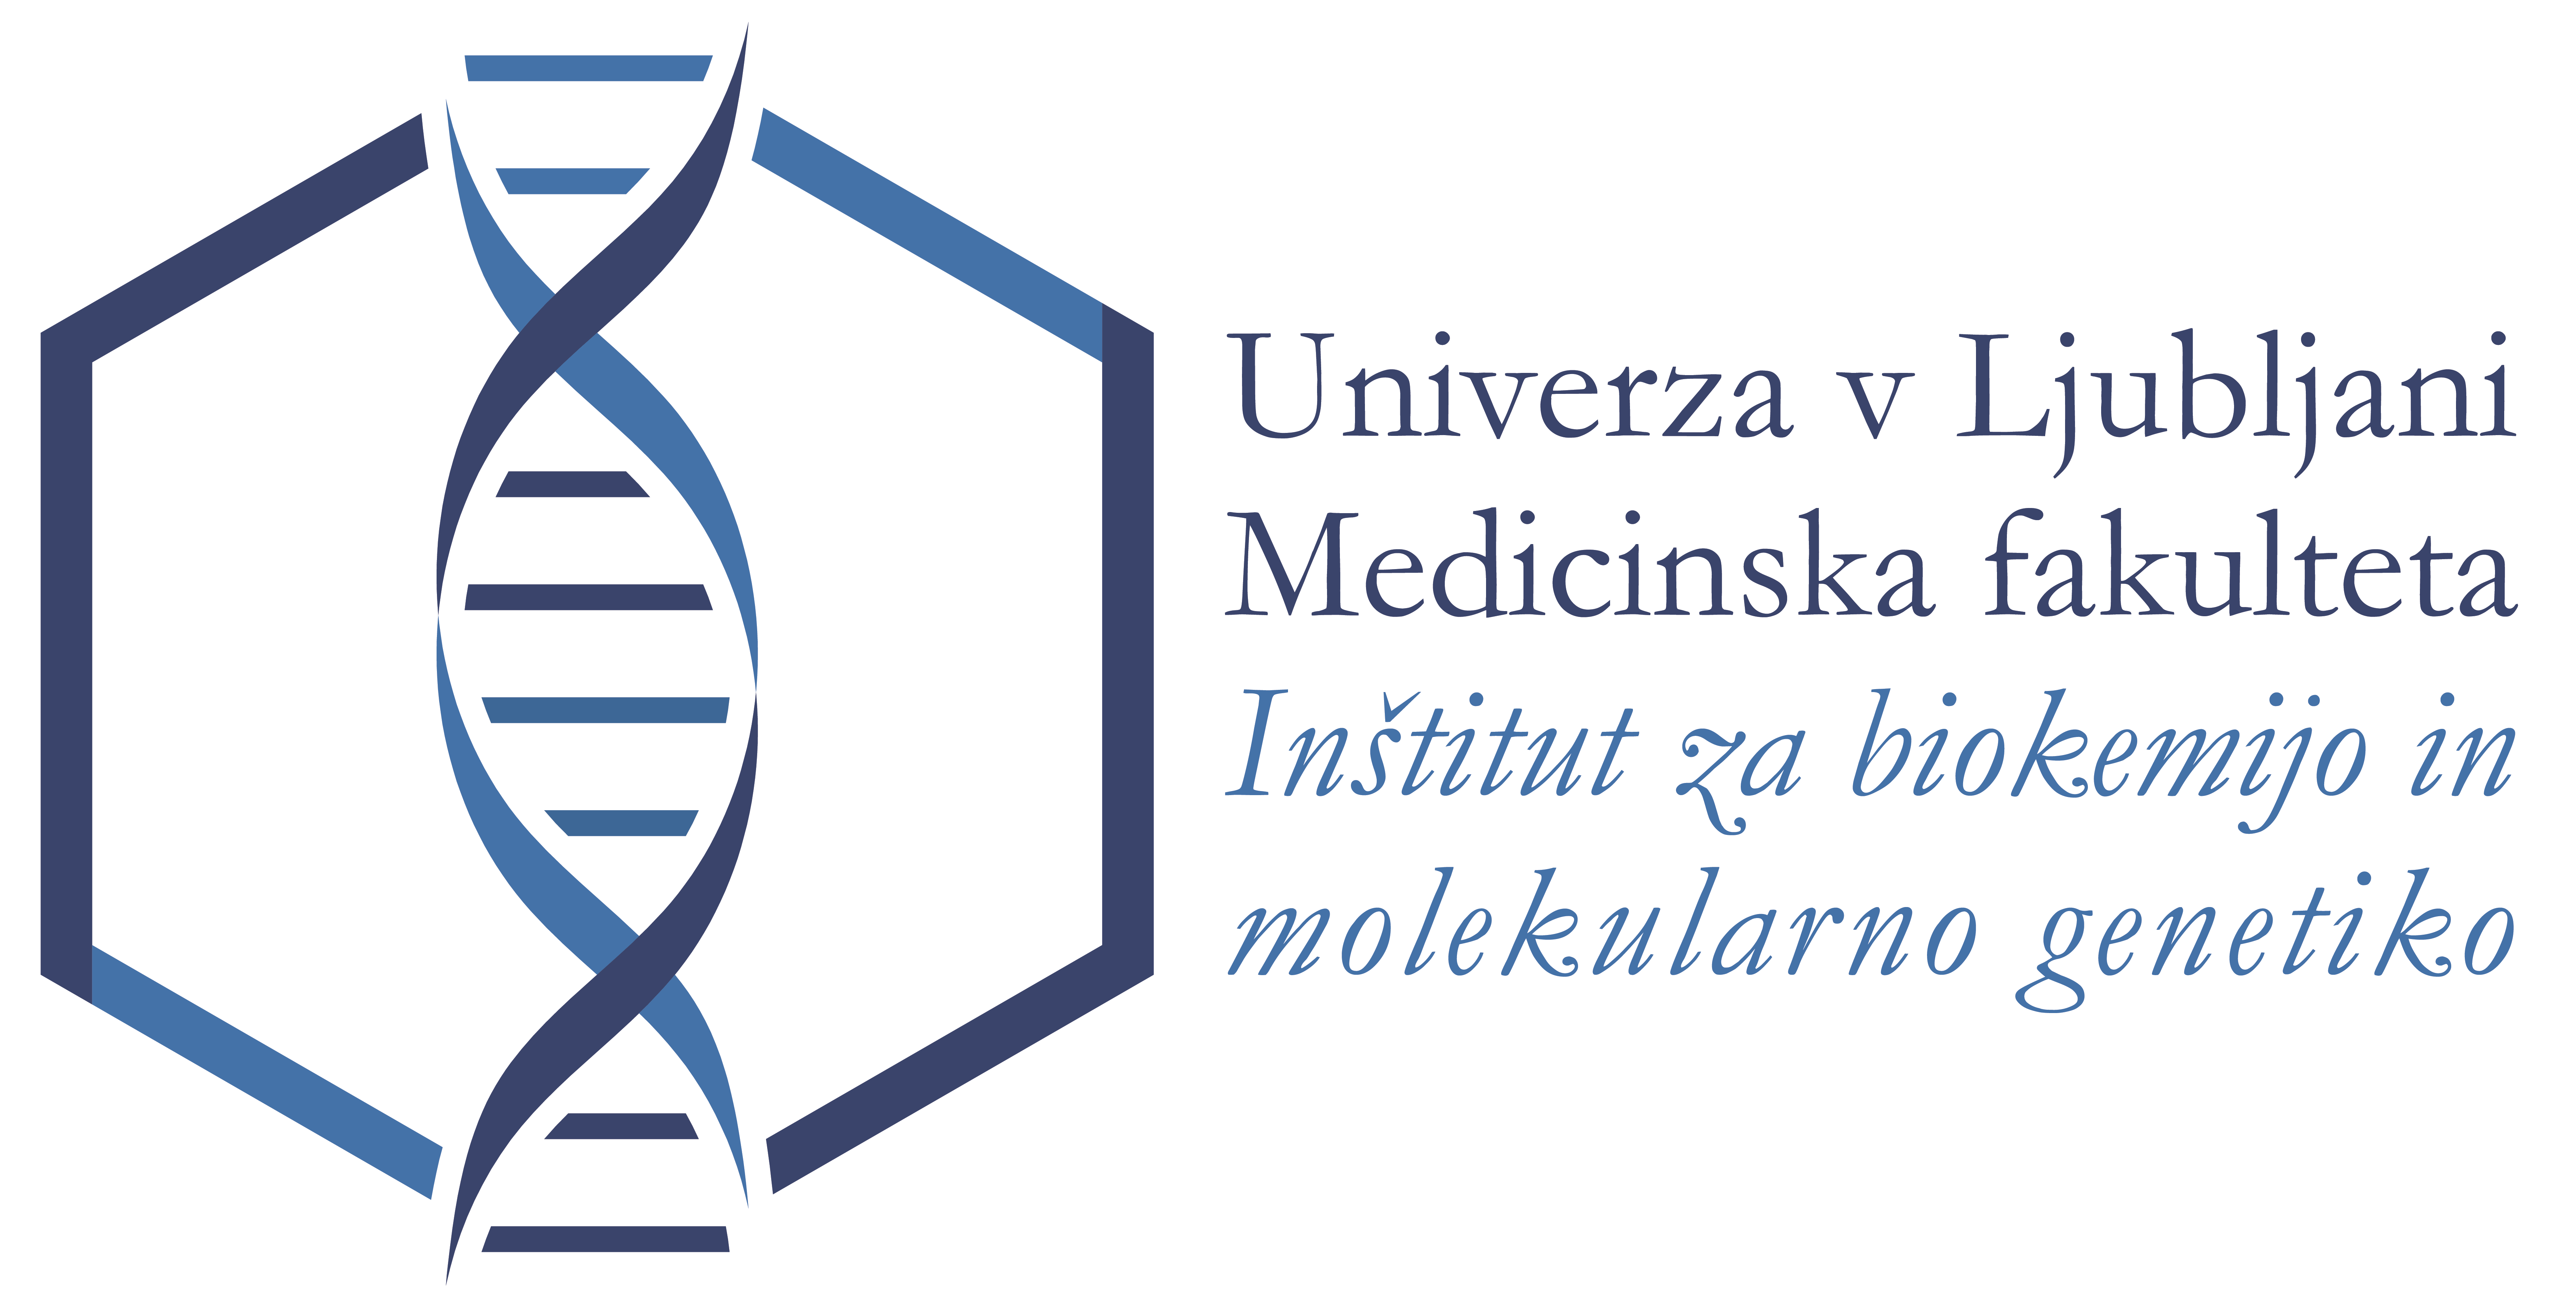 Univerza v Ljubljani
Medicinska fakulteta
Inštitut za biokemijo in
molekularno genetiko